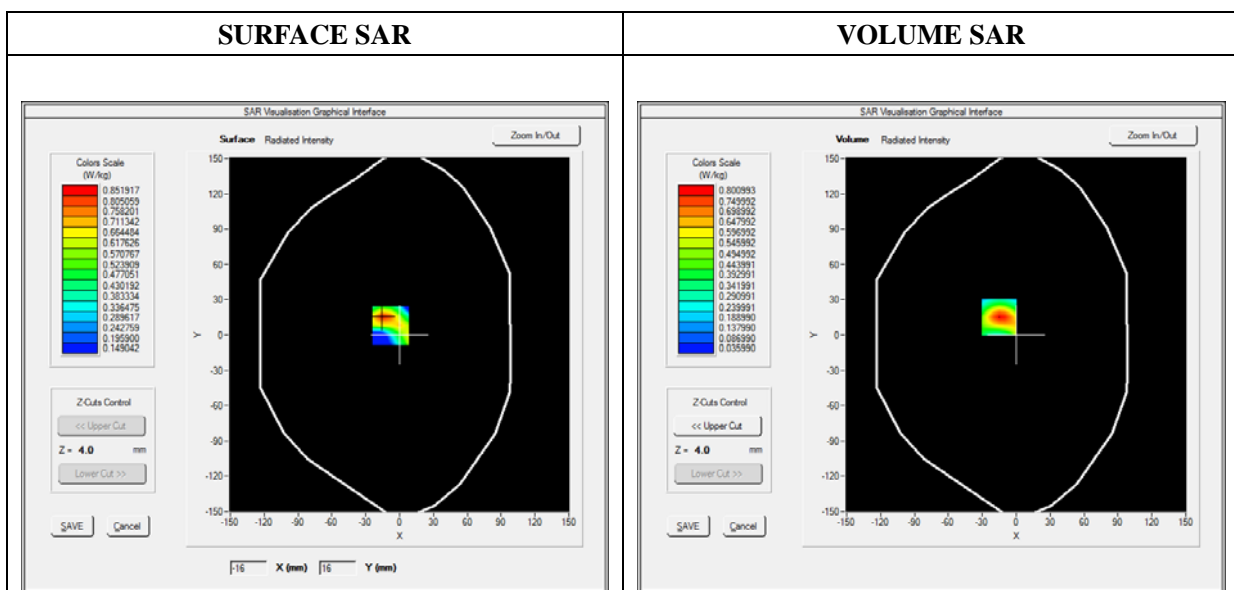 SURFACE SAR
VOLUME SAR
SAR Visualisation Graphical Interface
Surface Radiated Intensity
Zoom In/Out
Colors Scale
(W/kg)
0.851917
0.805059
0.758201
0.711342
0.664484
0.617626
0.570767
0.523909
0.477051
0.430192
0.383334
0.336475
0.289617
0.242759
0.195900
0.149042
Z-Cuts Control
<< Upper Cut
Z = 4.0 mm
Lower Cut >>
SAVE Cancel
150
120
90
60
30
0
-30
-60
-90
-120
-150
Y
-150 -120 -90 -60 -30 0 30 60 90 120 150
X
-16 X (mm) 16 Y (mm)
SAR Visualisation Graphical Interface
Volume Radiated Intensity
Zoom In/Out
Colors Scale
(W/kg)
0.800993
0.749992
0.698992
0.647992
0.596992
0.545992
0.494992
0.443991
0.392991
0.341991
0.290991
0.239991
0.188990
0.137990
0.086990
0.035990
Z-Cuts Control
<< Upper Cut
Z = 4.0 mm
Lower Cut >>
SAVE Cancel
150
120
90
60
30
0
-30
-60
-90
-120
-150
Y
-150 -120 -90 -60 -30 0 30 60 90 120 150
X